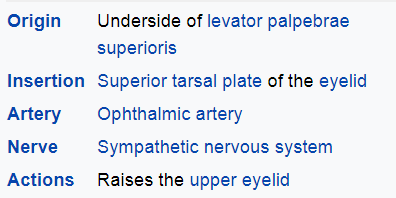 Origin Underside of levator palpebrae
superioris
Insertion Superior tarsal plate of the eyelid
Artery Ophthalmic artery
Nerve Sympathetic nervous system
Actions Raises the upper eyelid